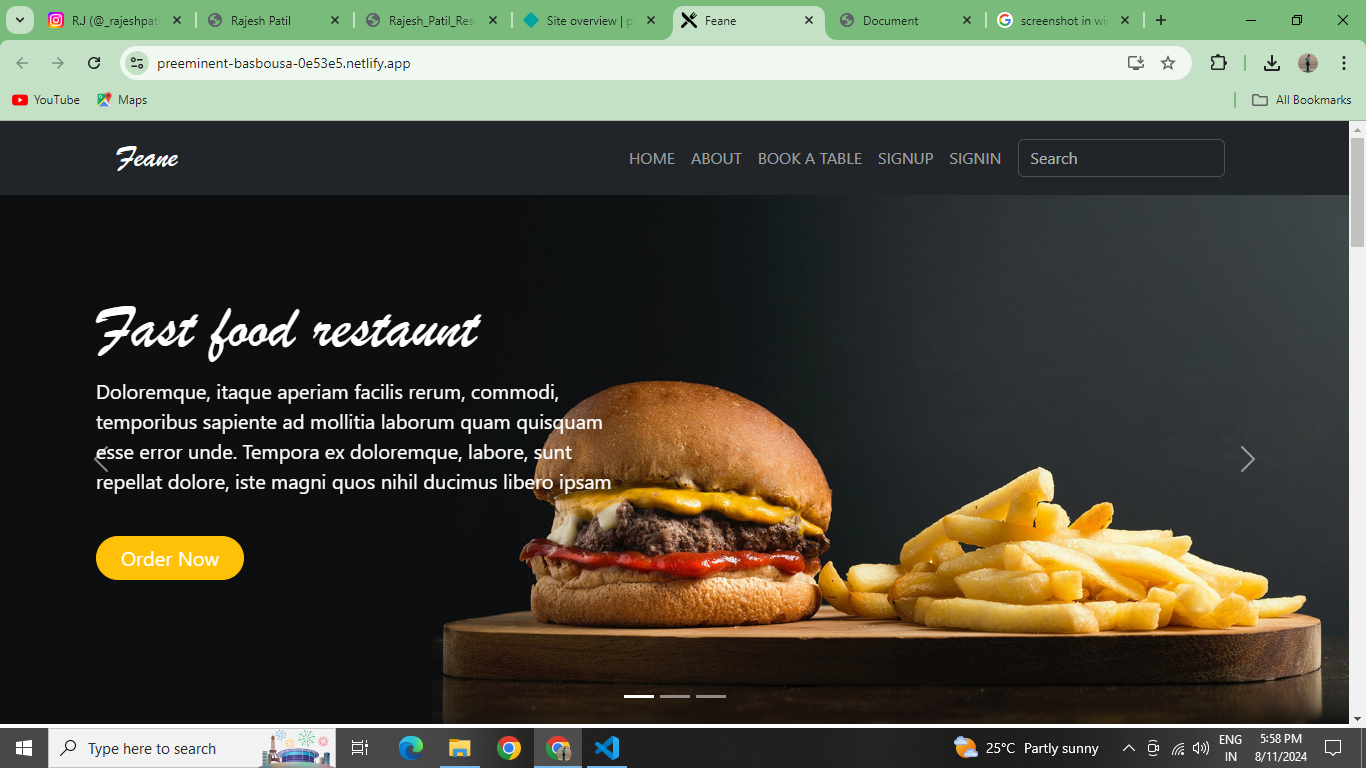 RJ (@_rajeshpati
Rajesh Patil
Rajesh_Patil_Res
Site overview | p
Feane
Document
screenshot in wi
preeminent-basbousa-0e53e5.netlify.app
YouTube
Maps
All Bookmarks
Feane
HOME
ABOUT
BOOK A TABLE
SIGNUP
SIGNIN
Search
Fast food restaunt
Doloremque, itaque aperiam facilis rerum, commodi,
temporibus sapiente ad mollitia laborum quam quisquam
esse error unde. Tempora ex doloremque, labore, sunt
repellat dolore, iste magni quos nihil ducimus libero ipsam
Order Now
Type here to search
25°C Partly sunny
ENG
IN
5:58 PM
8/11/2024